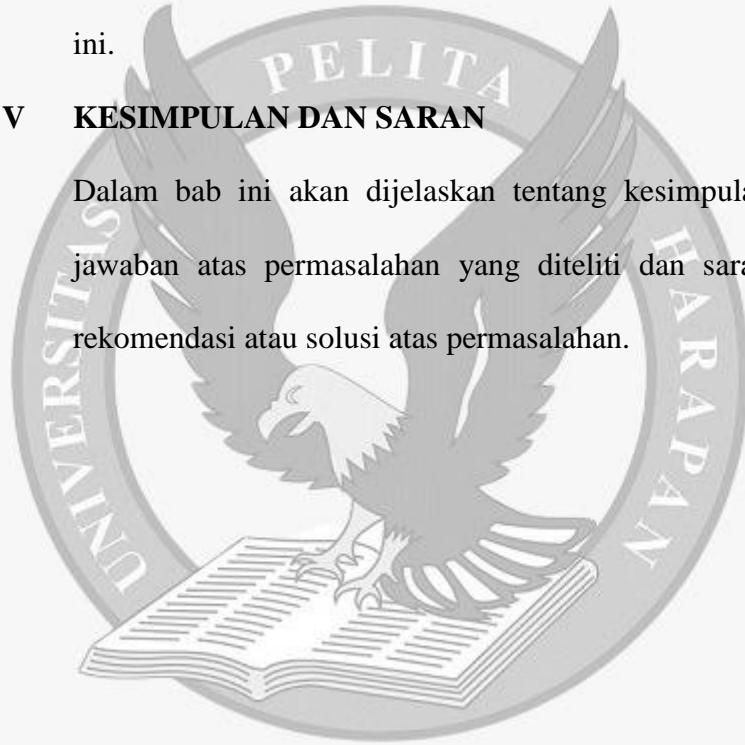 ini.
V KESIMPULAN DAN SARAN
Dalam bab ini akan dijelaskan tentang kesimpula
jawaban atas permasalahan yang diteliti dan sara
rekomendasi atau solusi atas permasalahan.
UNIVERSITAS PELITA HARAPAN